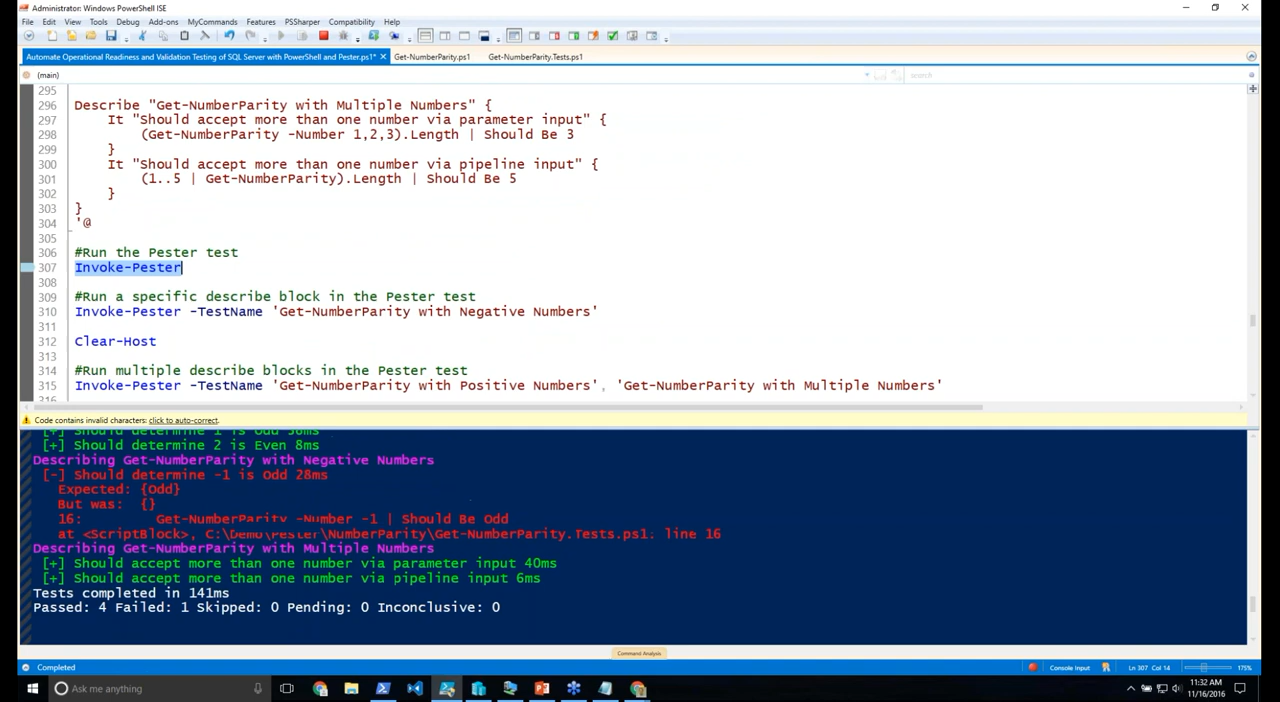 Administrator: Windows PowerShell ISE
File Edit View Tools Debug Add-ons MyCommands Features PSSharper Compatibility Help
Automate Operational Readiness and Validation Testing of SQL Server with PowerShell and Pester.ps1* Get-NumberParity.ps1 Get-NumberParity.Tests.ps1
(main) search
295
296 Describe "Get-NumberParity with Multiple Numbers" {
297 It "Should accept more than one number via parameter input" {
298 (Get-NumberParity -Number 1,2,3).Length | Should Be 3
299 }
300 It "Should accept more than one number via pipeline input" {
301 (1..5 | Get-NumberParity).Length | Should Be 5
302 }
303 }
304 '@
305
306 #Run the Pester test
307 Invoke-Pester
308
309 #Run a specific describe block in the Pester test
310 Invoke-Pester -TestName 'Get-NumberParity with Negative Numbers'
311
312 Clear-Host
313
314 #Run multiple describe blocks in the Pester test
315 Invoke-Pester -TestName 'Get-NumberParity with Positive Numbers', 'Get-NumberParity with Multiple Numbers'
316
Code contains invalid characters: click to auto-correct.
[+] Should determine 1 is Odd 56ms
[+] Should determine 2 is Even 8ms
Describing Get-NumberParity with Negative Numbers
[-] Should determine -1 is Odd 28ms
Expected: {Odd}
But was: {}
16: Get-NumberParity -Number -1 | Should Be Odd
at <ScriptBlock>, C:\Demo\Pester\NumberParity\Get-NumberParity.Tests.ps1: line 16
Describing Get-NumberParity with Multiple Numbers
[+] Should accept more than one number via parameter input 40ms
[+] Should accept more than one number via pipeline input 6ms
Tests completed in 141ms
Passed: 4 Failed: 1 Skipped: 0 Pending: 0 Inconclusive: 0
Command Analysis
Completed Console Input Ln 307 Col 14 175%
Ask me anything 11:32 AM
11/16/2016